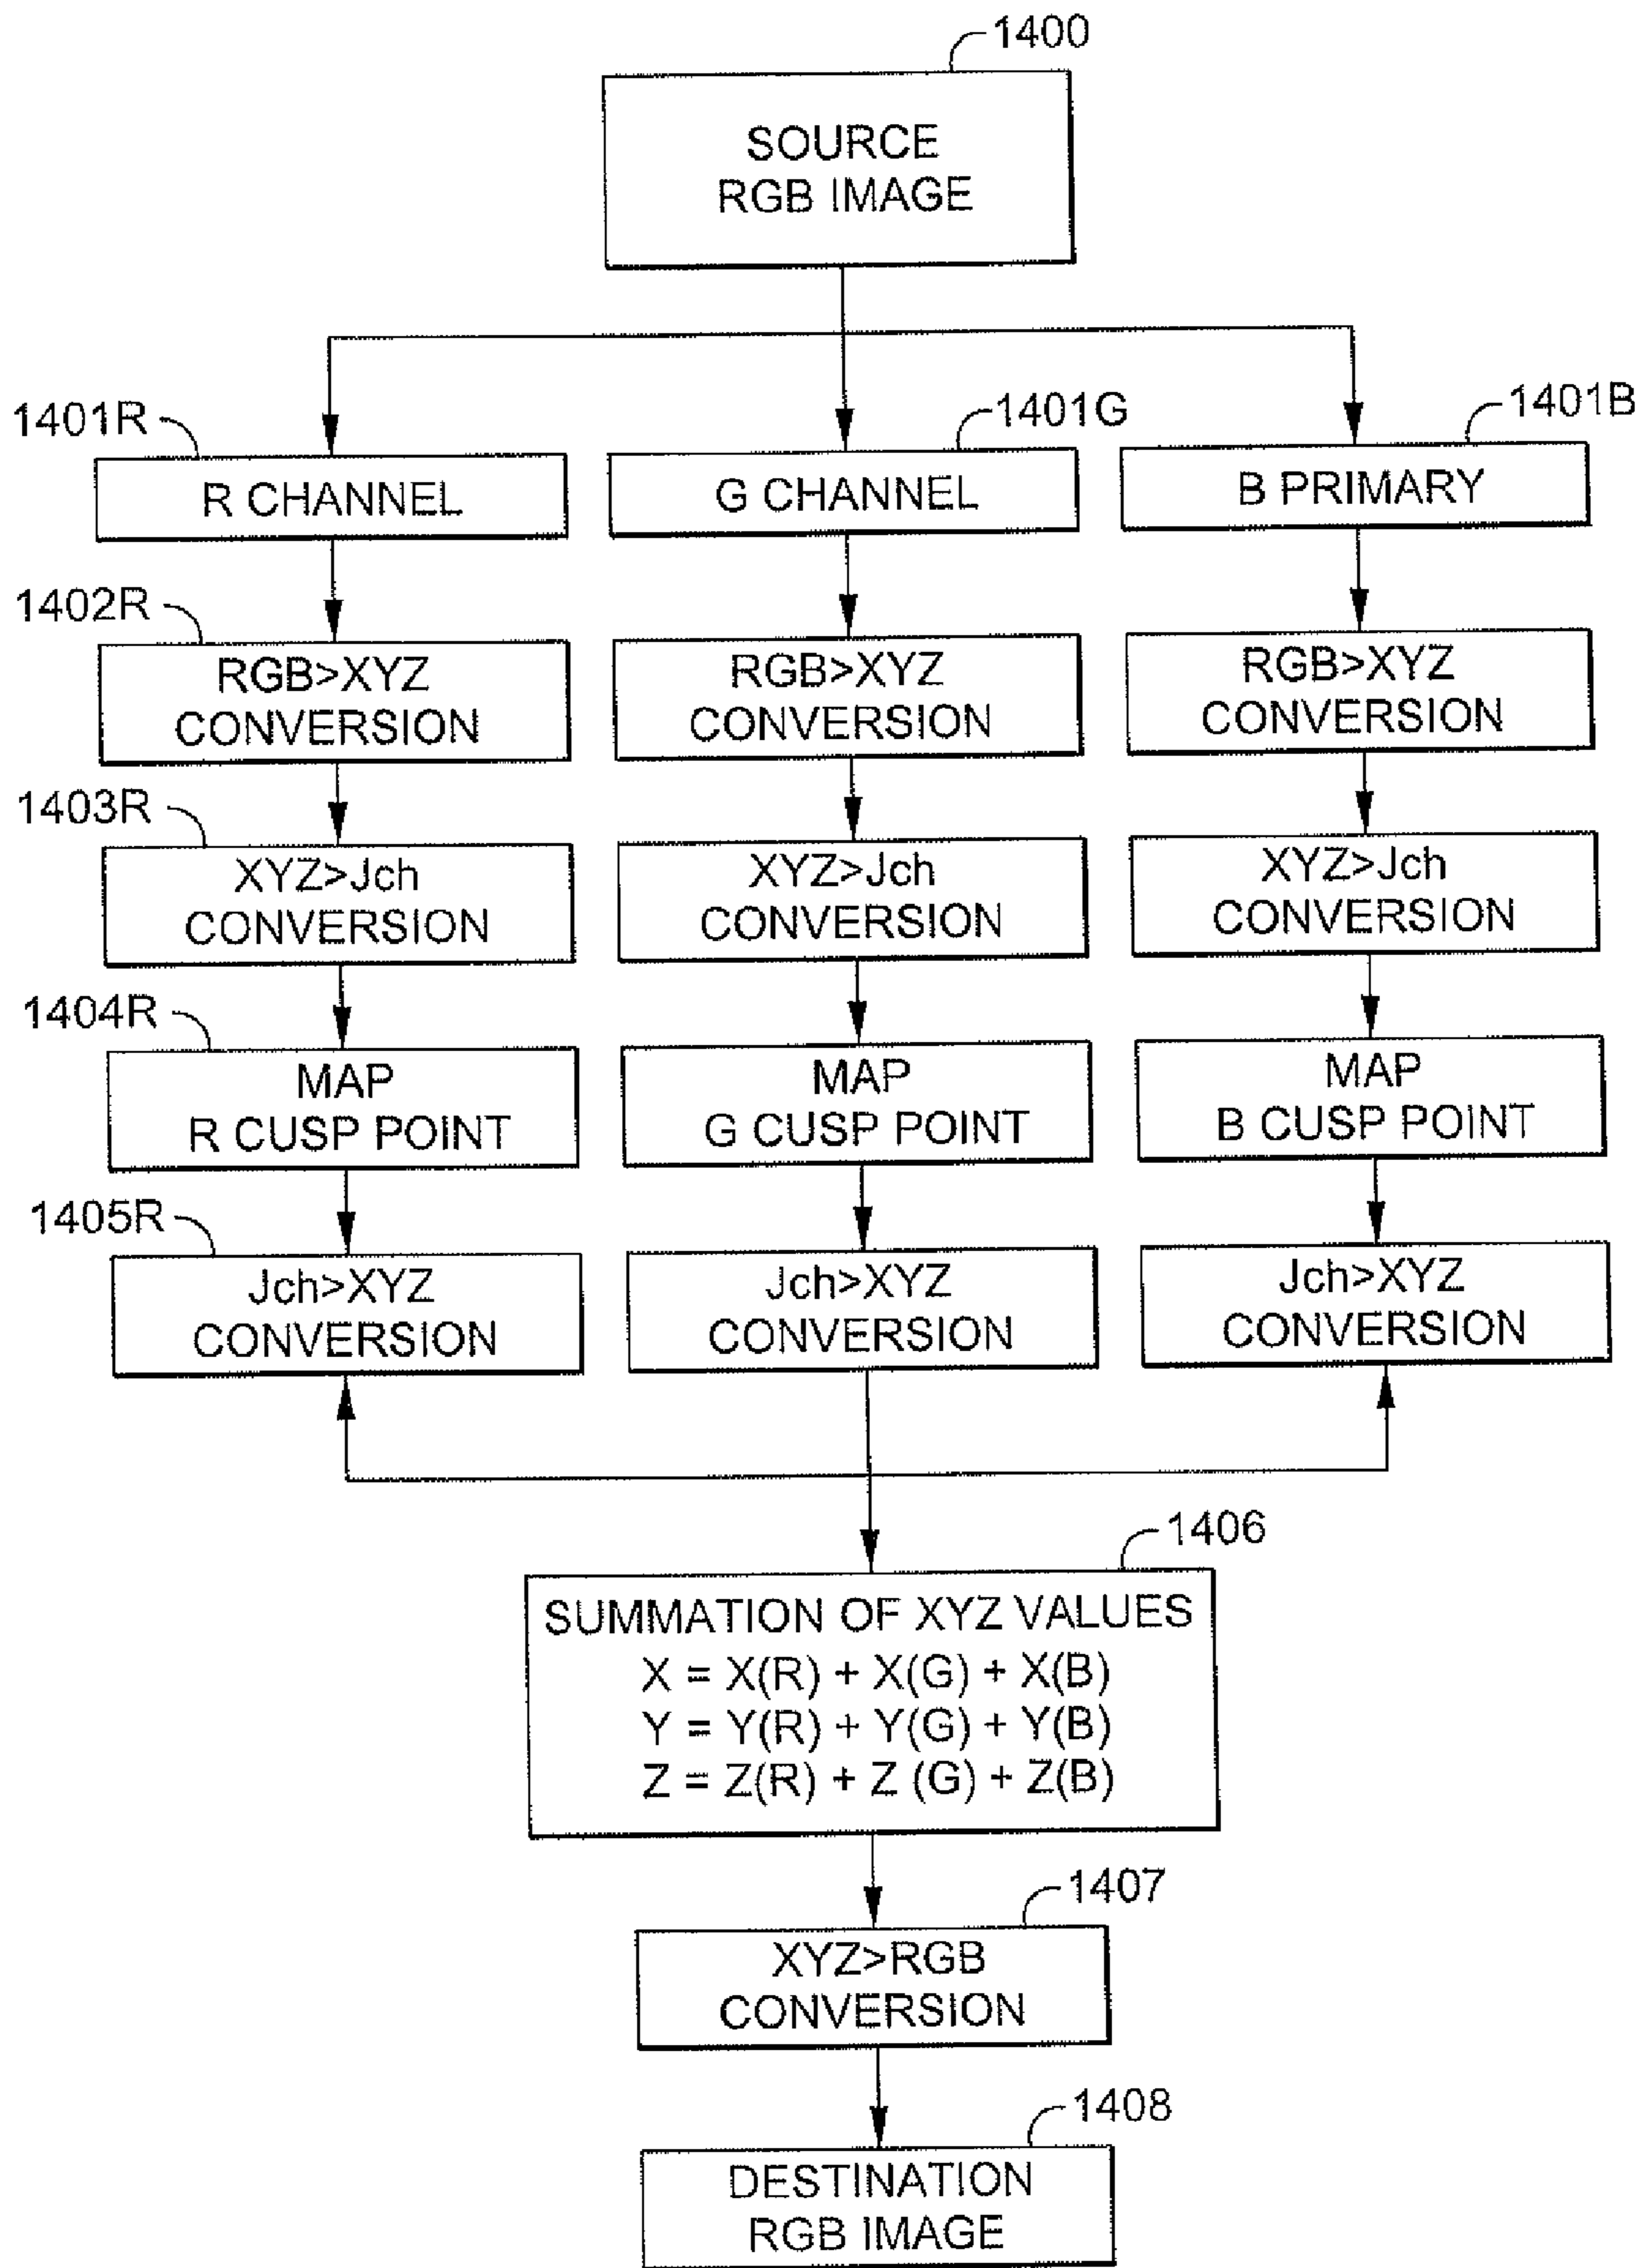 1400
SOURCE
RGB IMAGE
1401R
1401G
1401B
R CHANNEL
G CHANNEL
B PRIMARY
1402R
RGB>XYZ
CONVERSION
RGB>XYZ
CONVERSION
RGB>XYZ
CONVERSION
1403R
XYZ>Jch
CONVERSION
XYZ>Jch
CONVERSION
XYZ>Jch
CONVERSION
1404R
MAP
R CUSP POINT
MAP
G CUSP POINT
MAP
B CUSP POINT
1405R
Jch>XYZ
CONVERSION
Jch>XYZ
CONVERSION
Jch>XYZ
CONVERSION
1406
SUMMATION OF XYZ VALUES
X = X(R) + X(G) + X(B)
Y = Y(R) + Y(G) + Y(B)
Z = Z(R) + Z (G) + Z(B)
1407
XYZ>RGB
CONVERSION
1408
DESTINATION
RGB IMAGE